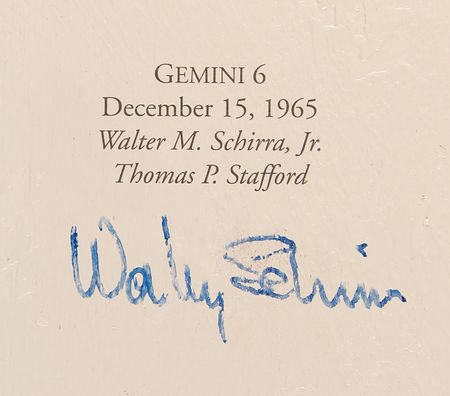 GEMINI 6
December 15, 1965
Walter M. Schirra, Jr.
Thomas P. Stafford
Wally Schirra